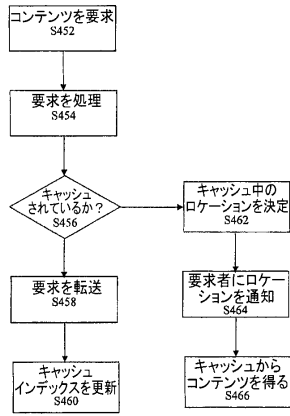 コンテンツを要求
S452
要求を処理
S454
キャッシュ
されているか？
S456
要求を転送
S458
キャッシュ
インデックスを更新
S460
キャッシュ中の
ロケーションを決定
S462
要求者にロケー
ションを通知
S464
キャッシュから
コンテンツを得る
S466